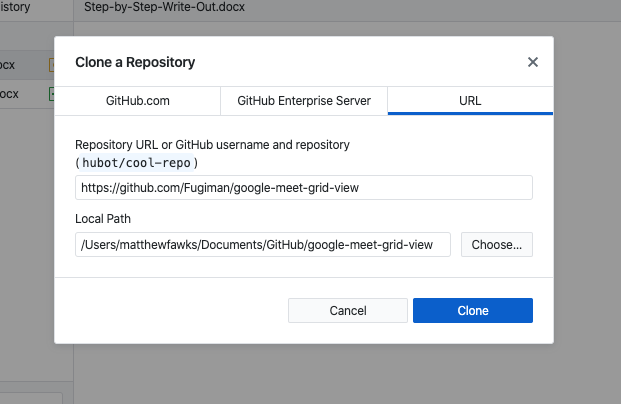 istory
Step-by-Step-Write-Out.docx
ocx
ocx
Clone a Repository
GitHub.com
GitHub Enterprise Server
URL
Repository URL or GitHub username and repository
(hubot/cool-repo)
https://github.com/Fugiman/google-meet-grid-view
Local Path
/Users/matthewfawks/Documents/GitHub/google-meet-grid-view
Choose...
Cancel
Clone